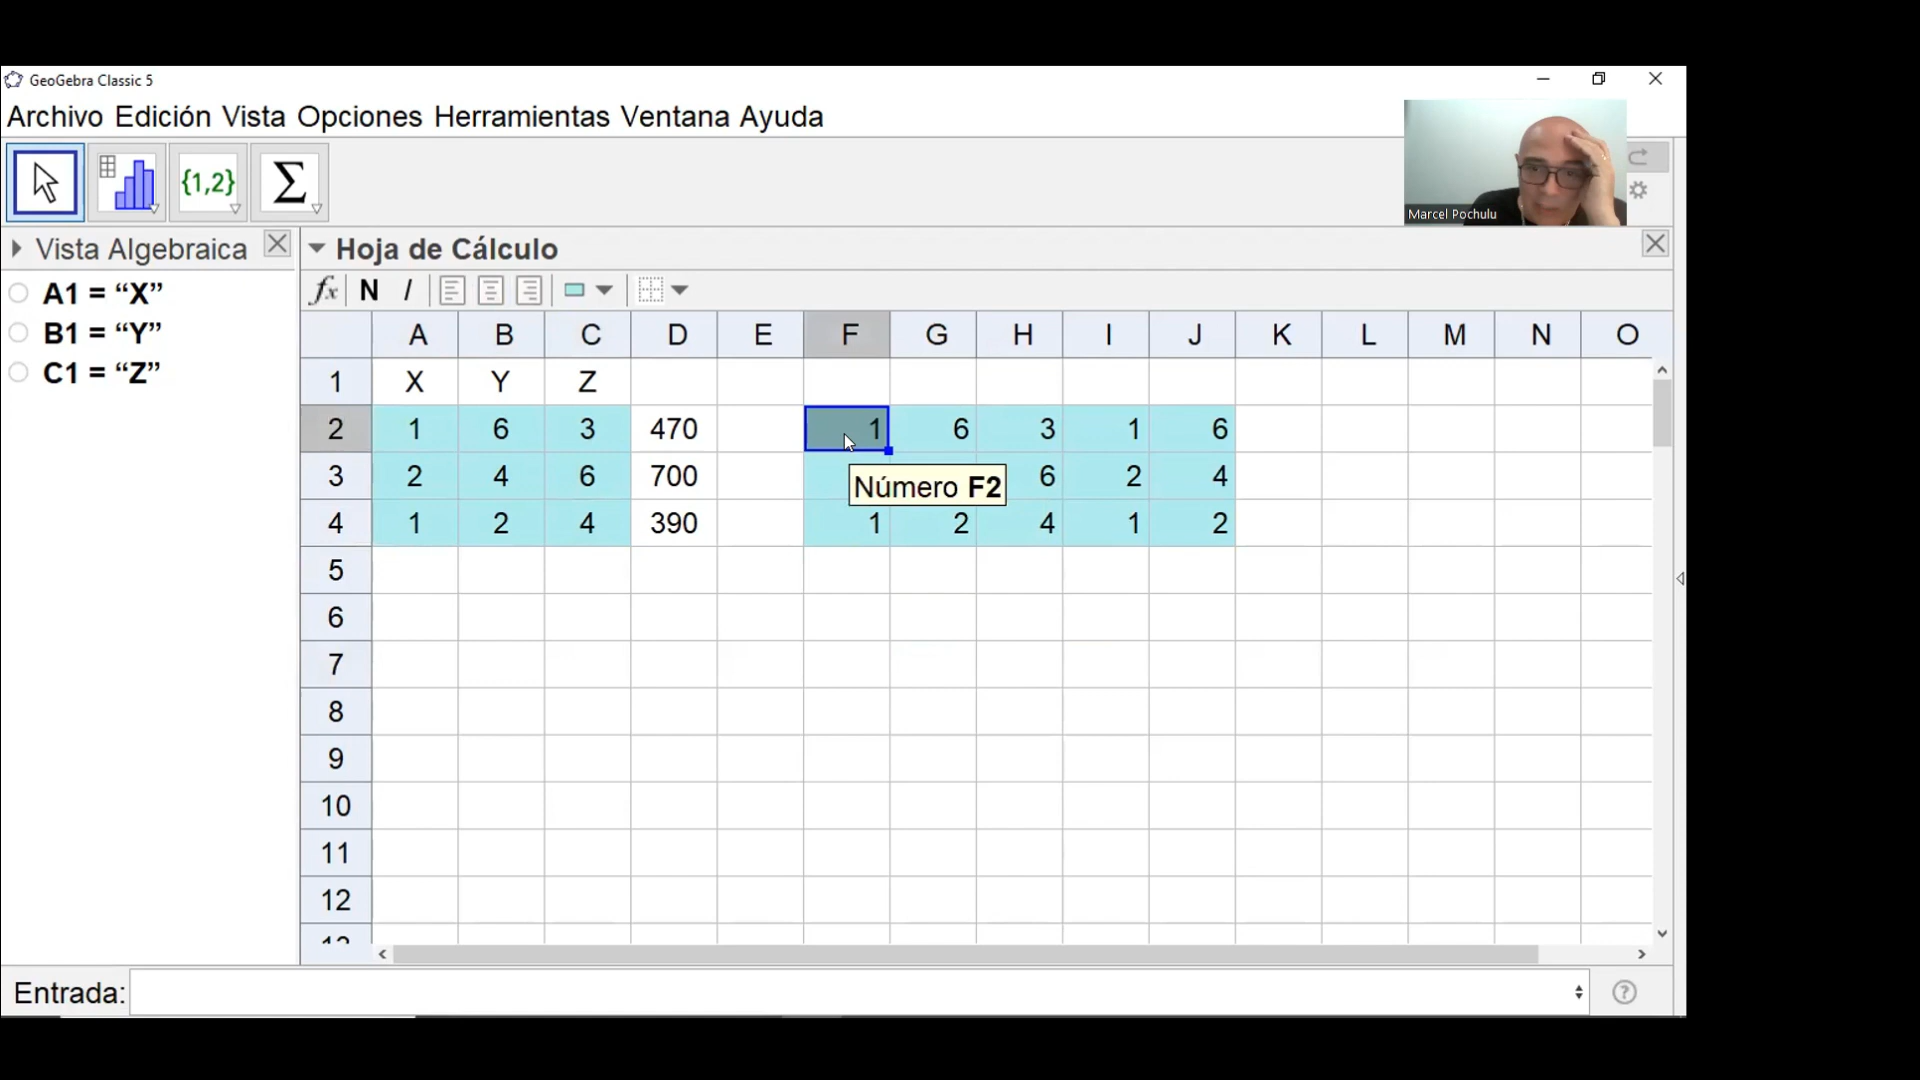 GeoGebra Classic 5
Archivo Edición Vista Opciones Herramientas Ventana Ayuda
{1,2} Σ
Marcel Pochulu
Vista Algebraica
Hoja de Cálculo
A1 = “X”
B1 = “Y”
C1 = “Z”
fx N I
A B C D E F G H I J K L M N O
1 X Y Z
2 1 6 3 470 1 6 3 1 6
3 2 4 6 700 6 2 4
Número F2
4 1 2 4 390 1 2 4 1 2
5
6
7
8
9
10
11
12
13
Entrada:
?